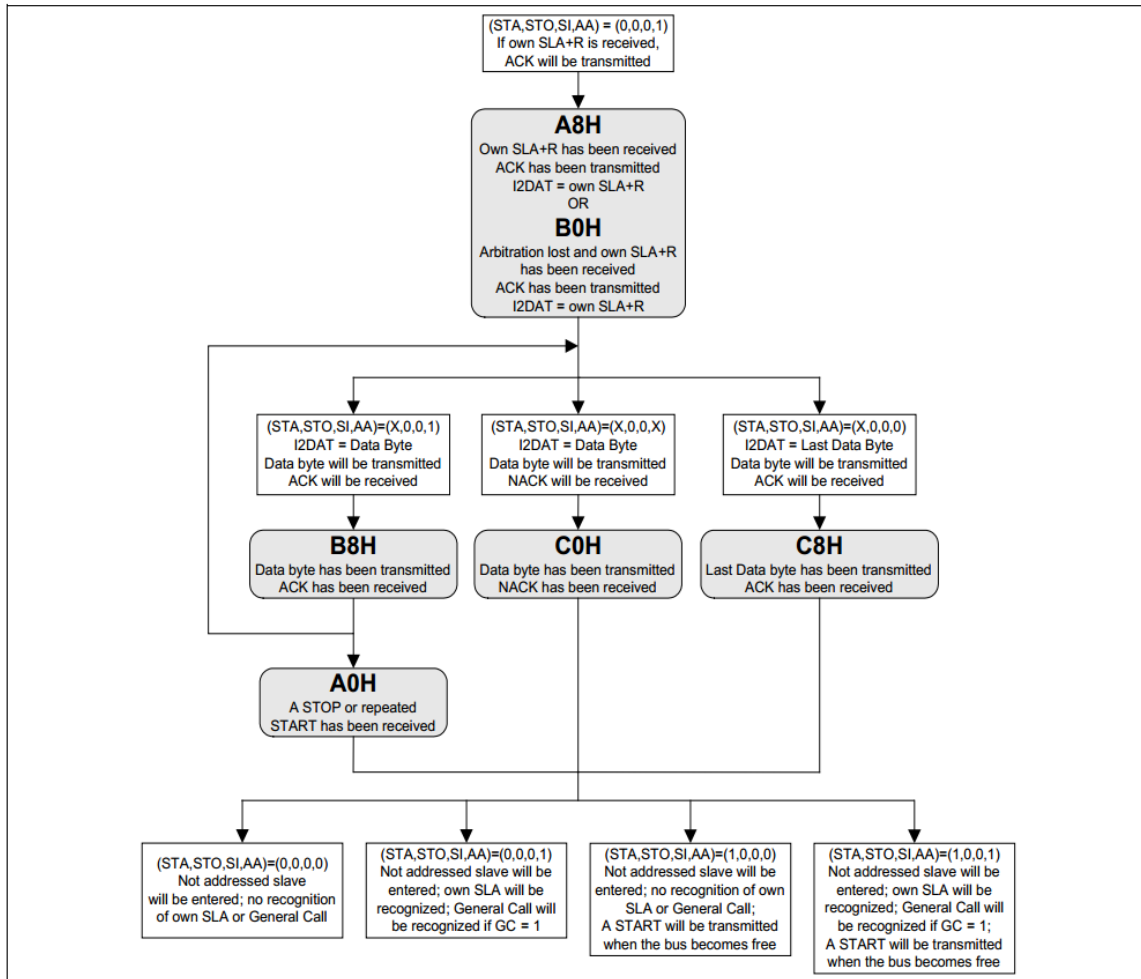 (STA,STO,SI,AA) = (0,0,0,1)
If own SLA+R is received,
ACK will be transmitted
A8H
Own SLA+R has been received
ACK has been transmitted
I2DAT = own SLA+R
OR
B0H
Arbitration lost and own SLA+R
has been received
ACK has been transmitted
I2DAT = own SLA+R
(STA,STO,SI,AA)=(X,0,0,1)
I2DAT = Data Byte
Data byte will be transmitted
ACK will be received
(STA,STO,SI,AA)=(X,0,0,X)
I2DAT = Data Byte
Data byte will be transmitted
NACK will be received
(STA,STO,SI,AA)=(X,0,0,0)
I2DAT = Last Data Byte
Data byte will be transmitted
ACK will be received
B8H
Data byte has been transmitted
ACK has been received
C0H
Data byte has been transmitted
NACK has been received
C8H
Last Data byte has been transmitted
ACK has been received
A0H
A STOP or repeated
START has been received
(STA,STO,SI,AA)=(0,0,0,0)
Not addressed slave
will be entered; no recognition
of own SLA or General Call
(STA,STO,SI,AA)=(0,0,0,1)
Not addressed slave will be
entered; own SLA will be
recognized; General Call will
be recognized if GC = 1
(STA,STO,SI,AA)=(1,0,0,0)
Not addressed slave will be
entered; no recognition of own
SLA or General Call;
A START will be transmitted
when the bus becomes free
(STA,STO,SI,AA)=(1,0,0,1)
Not addressed slave will be
entered; own SLA will be
recognized; General Call will
be recognized if GC = 1;
A START will be transmitted
when the bus becomes free